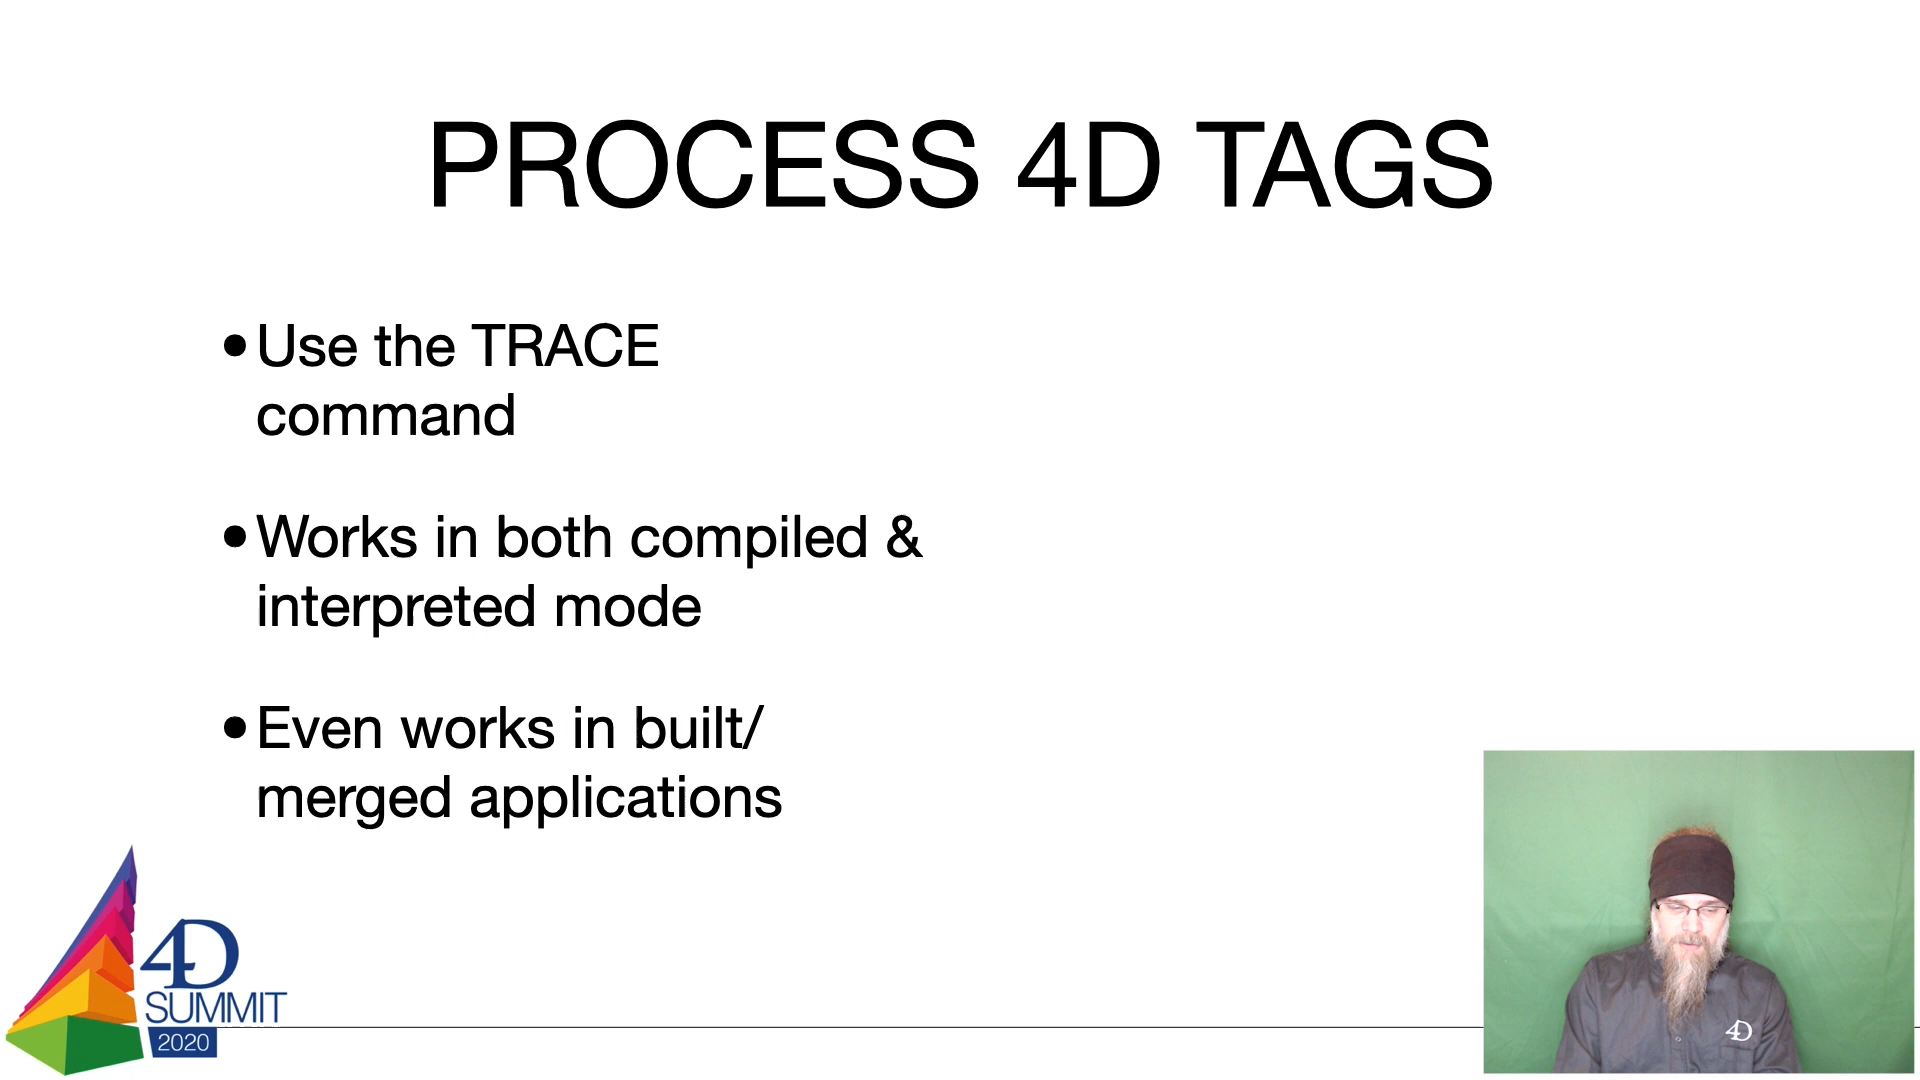 PROCESS 4D TAGS
•Use the TRACE
command
•Works in both compiled &
interpreted mode
•Even works in built/
merged applications
4D
SUMMIT
2020
4D